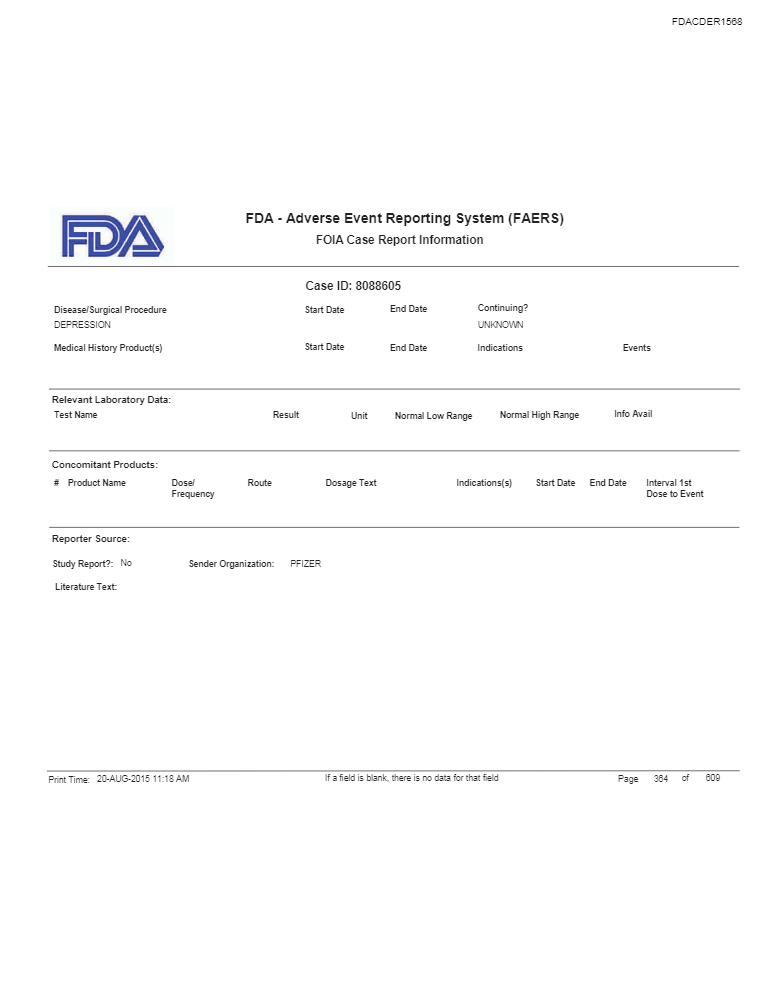 FDACDER1568
FDA
FDA - Adverse Event Reporting System (FAERS)
FOIA Case Report Information
Case ID: 8088605
Disease/Surgical Procedure Start Date End Date Continuing?
DEPRESSION UNKNOWN
Medical History Product(s) Start Date End Date Indications Events
Relevant Laboratory Data:
Test Name Result Unit Normal Low Range Normal High Range Info Avail
Concomitant Products:
# Product Name Dose/ Route Dosage Text Indications(s) Start Date End Date Interval 1st
Frequency Dose to Event
Reporter Source:
Study Report?: No Sender Organization: PFIZER
Literature Text:
Print Time: 20-AUG-2015 11:18 AM If a field is blank, there is no data for that field Page 364 of 609